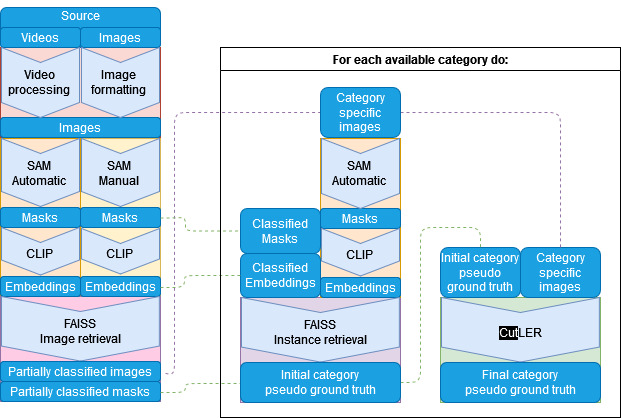 Source
Videos Images
Video
processing
Image
formatting
Images
SAM
Automatic
SAM
Manual
Masks Masks
CLIP CLIP
Embeddings Embeddings
FAISS
Image retrieval
Partially classified images
Partially classified masks
For each available category do:
Category
specific
images
SAM
Automatic
Classified
Masks
Masks
Classified
Embeddings
CLIP
Embeddings
FAISS
Instance retrieval
Initial category
pseudo ground truth
Initial category
pseudo
ground truth
Category
specific
images
CutLER
Final category
pseudo ground truth